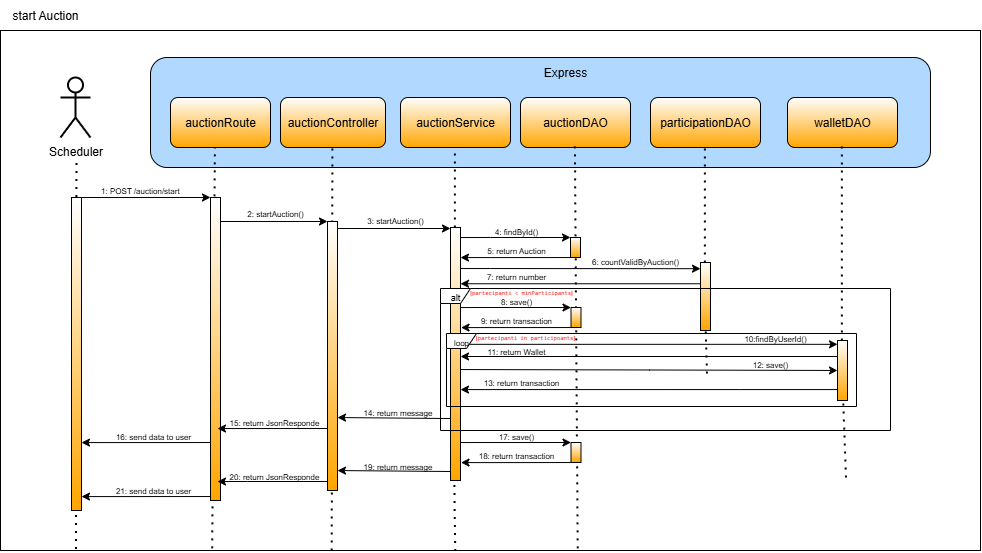 start Auction
Express
auctionRoute
auctionController
auctionService
auctionDAO
participationDAO
walletDAO
Scheduler
1: POST /auction/start
2: startAuction()
3: startAuction()
4: findById()
5: return Auction
6: countValidByAuction()
7: return number
alt
[partecipanti < minParticipants]
8: save()
9: return transaction
loop
[partecipanti in participoants]
10:findByUserId()
11: return Wallet
12: save()
13: return transaction
14: return message
15: return JsonResponde
16: send data to user
17: save()
18: return transaction
19: return message
20: return JsonResponde
21: send data to user